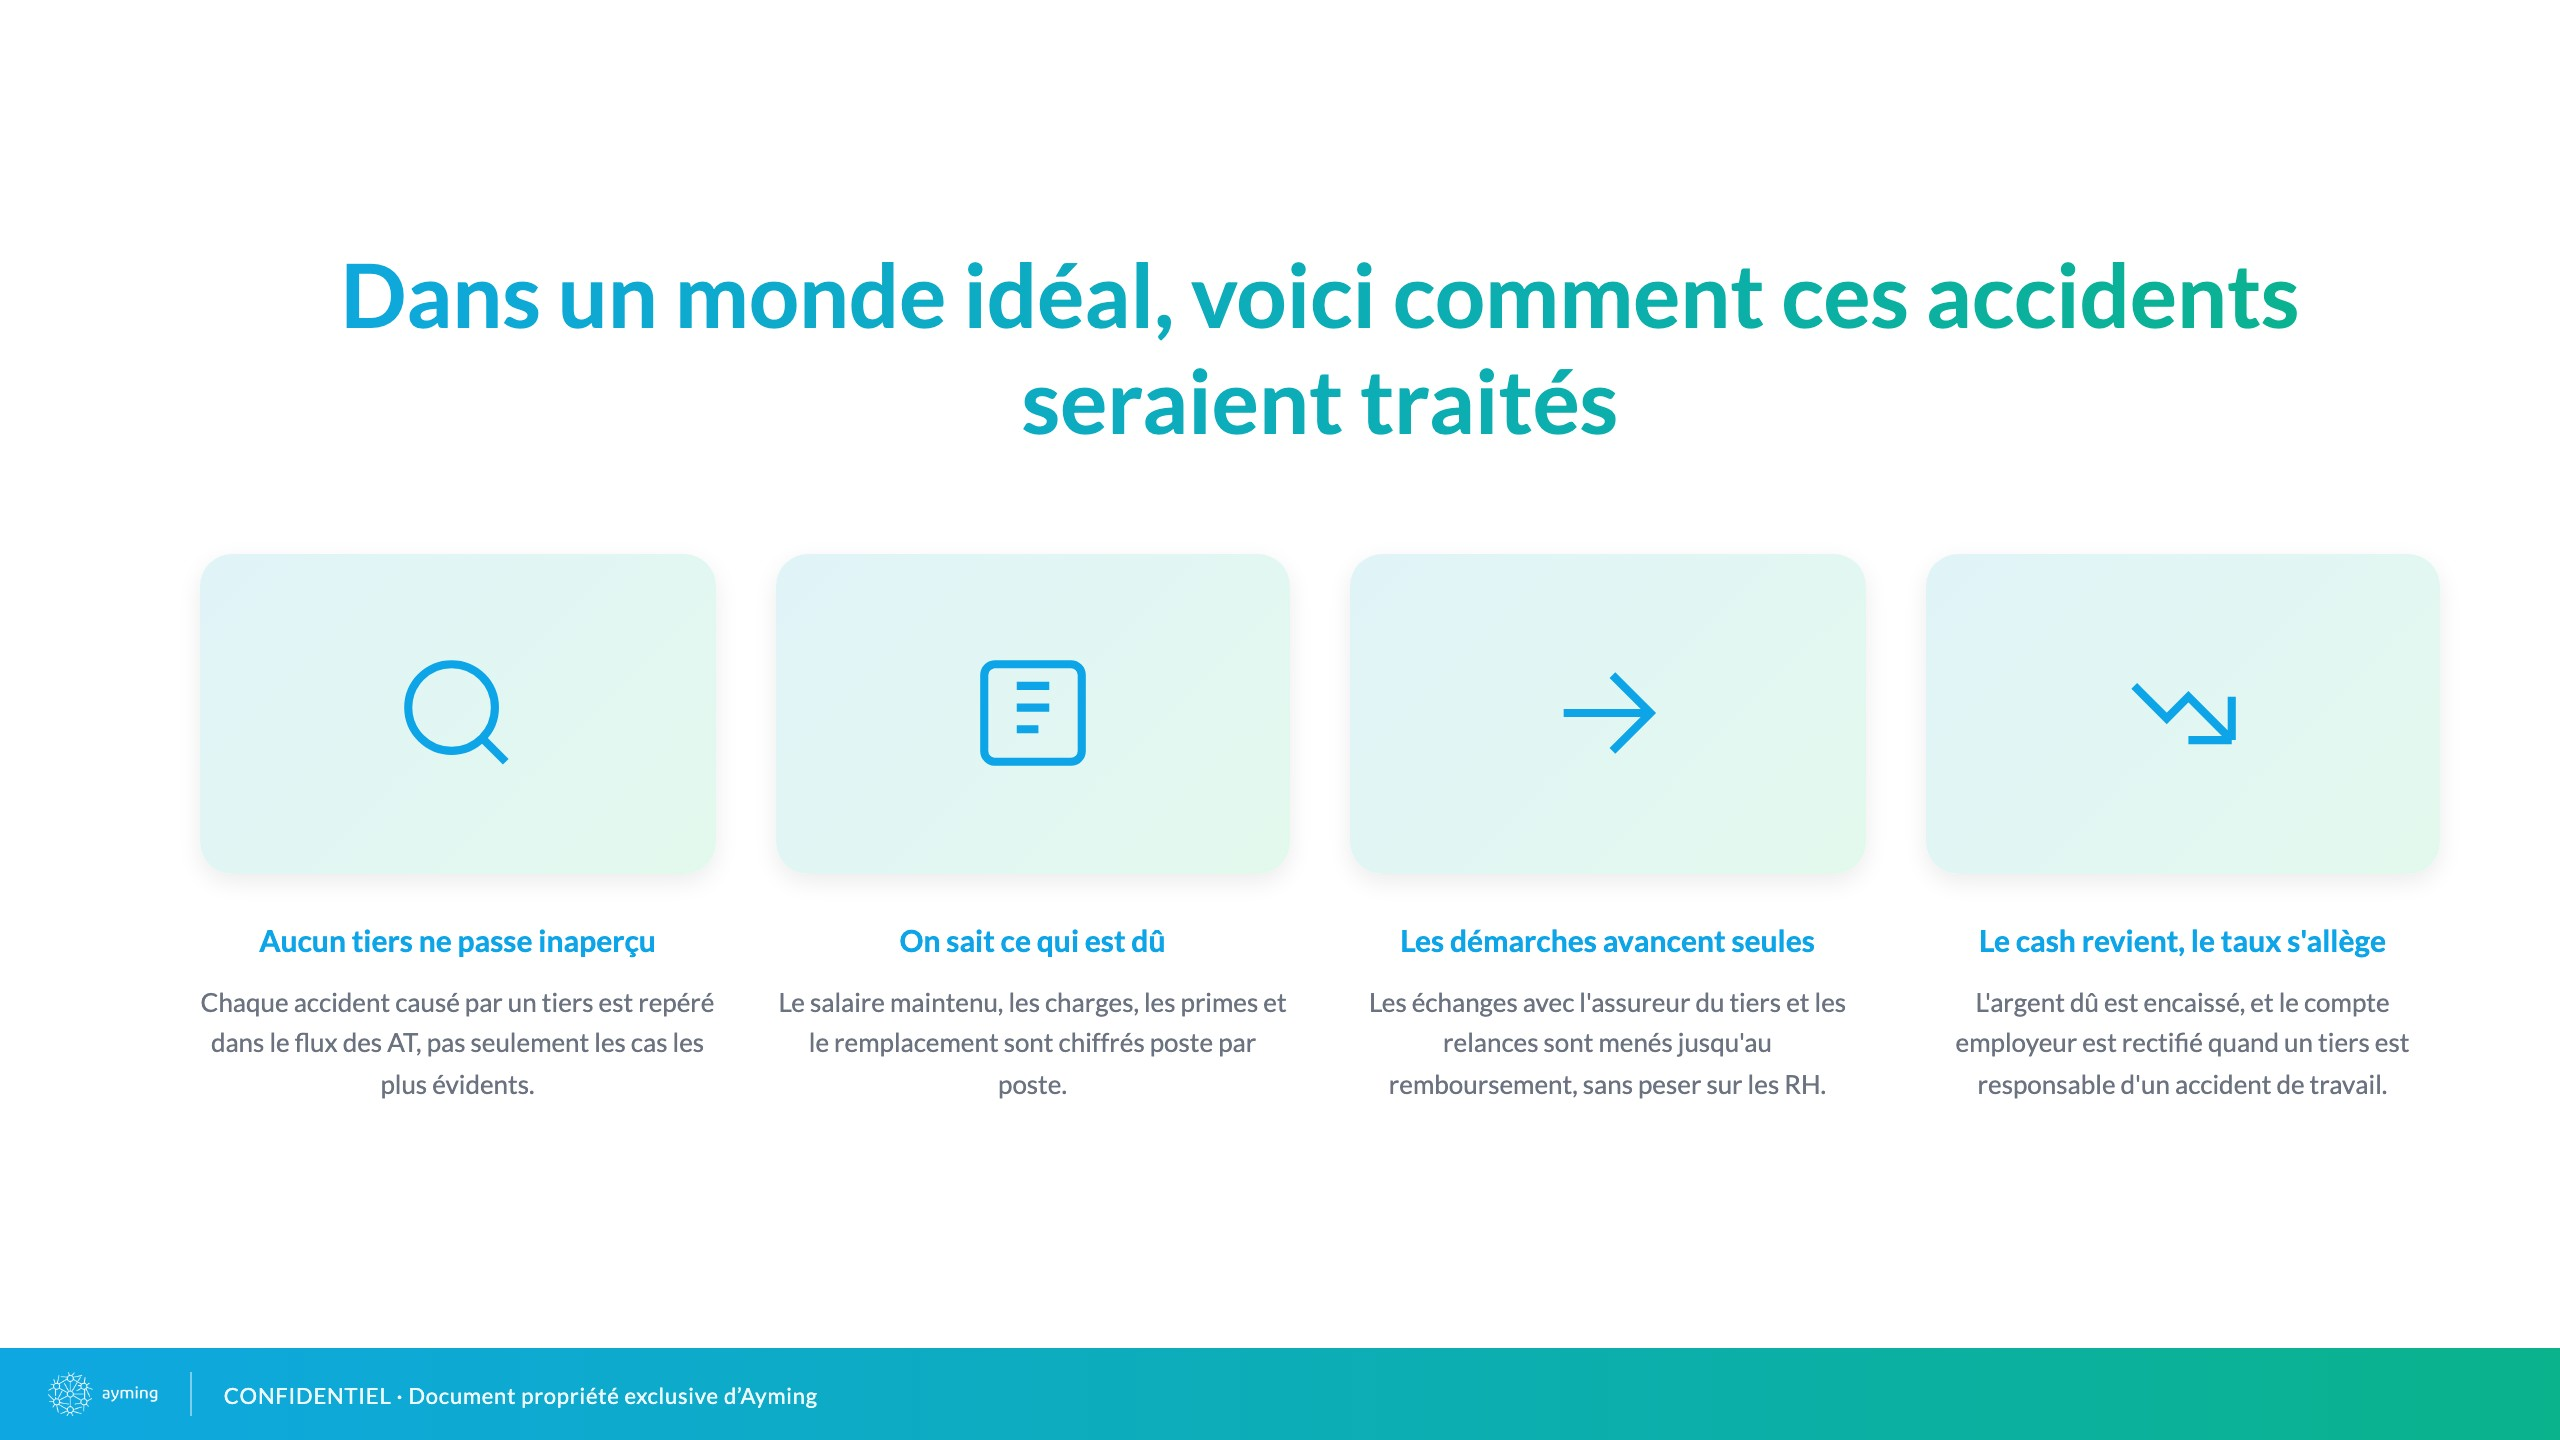 Dans un monde idéal, voici comment ces accidents
seraient traités
Aucun tiers ne passe inaperçu
Chaque accident causé par un tiers est repéré
dans le flux des AT, pas seulement les cas les
plus évidents.
On sait ce qui est dû
Le salaire maintenu, les charges, les primes et
le remplacement sont chiffrés poste par
poste.
Les démarches avancent seules
Les échanges avec l'assureur du tiers et les
relances sont menés jusqu'au
remboursement, sans peser sur les RH.
Le cash revient, le taux s'allège
L'argent dû est encaissé, et le compte
employeur est rectifié quand un tiers est
responsable d'un accident de travail.
ayming
CONFIDENTIEL · Document propriété exclusive d’Ayming